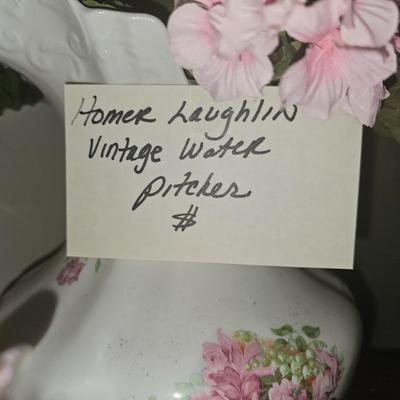 Homer Laughlin
Vintage Water
Pitcher
$